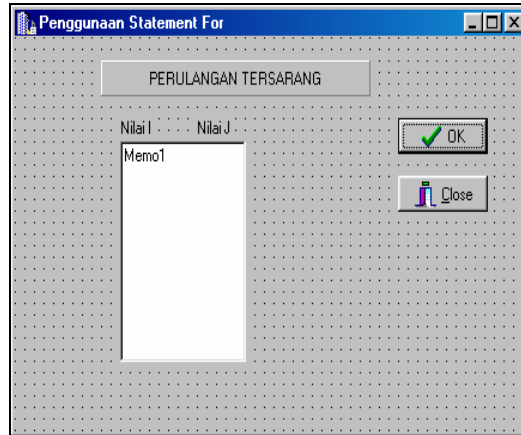 Penggunaan Statement For
PERULANGAN TERSARANG
Nilai I Nilai J
OK
Memo1
Close